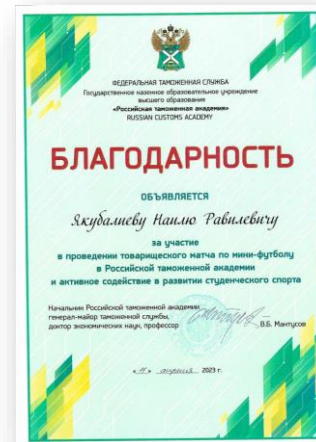 ФЕДЕРАЛЬНАЯ ТАМОЖЕННАЯ СЛУЖБА
Государственное казенное образовательное учреждение
высшего образования
«Российская таможенная академия»
RUSSIAN CUSTOMS ACADEMY
БЛАГОДАРНОСТЬ
ОБЪЯВЛЯЕТСЯ
Якубалиеву Наилю Равилевичу
за участие
в проведении товарищеского матча по мини-футболу
в Российской таможенной академии
и активное содействие в развитии студенческого спорта
Начальник Российской таможенной академии
генерал-майор таможенной службы,
доктор экономических наук, профессор
В.Б. Мантусов
апреля 2023 г.